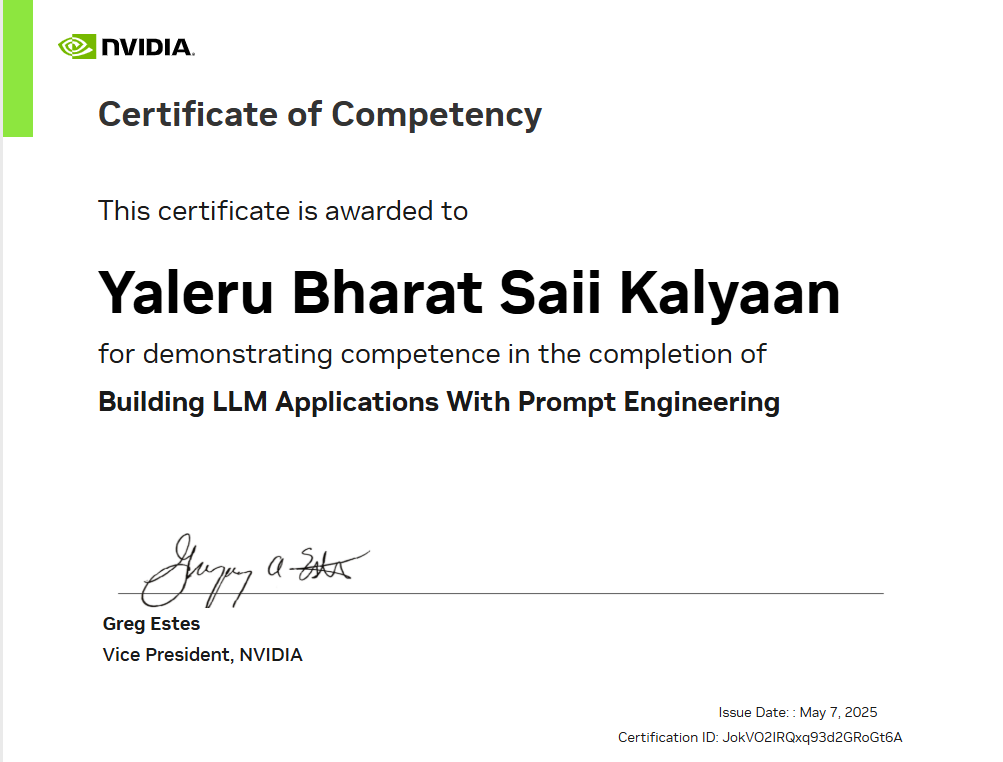 NVIDIA.
Certificate of Competency
This certificate is awarded to
Yaleru Bharat Saii Kalyaan
for demonstrating competence in the completion of
Building LLM Applications With Prompt Engineering
Gregory A Estes
Greg Estes
Vice President, NVIDIA
Issue Date: : May 7, 2025
Certification ID: JokVO2IRQxq93d2GRoGt6A